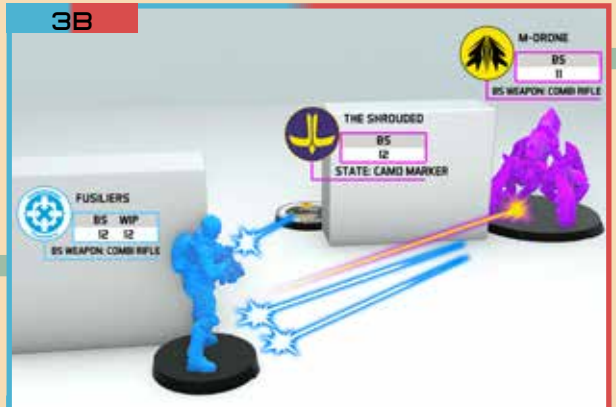 3B
M-DRONE
BS
11
BS WEAPON: COMBI RIFLE
THE SHROUDED
BS
12
STATE: CAMO MARKER
FUSILIERS
BS WIP
12 12
BS WEAPON: COMBI RIFLE